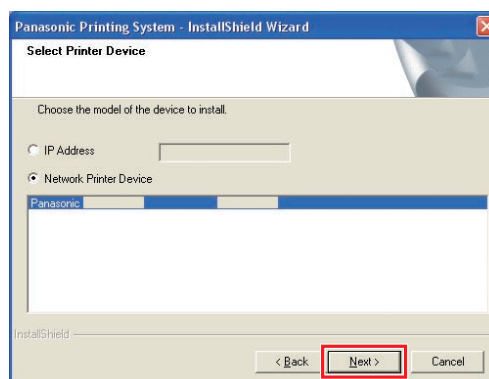 Panasonic Printing System - InstallShield Wizard
Select Printer Device
Choose the model of the device to install.
IP Address
Network Printer Device
Panasonic
InstallShield
< Back Next > Cancel